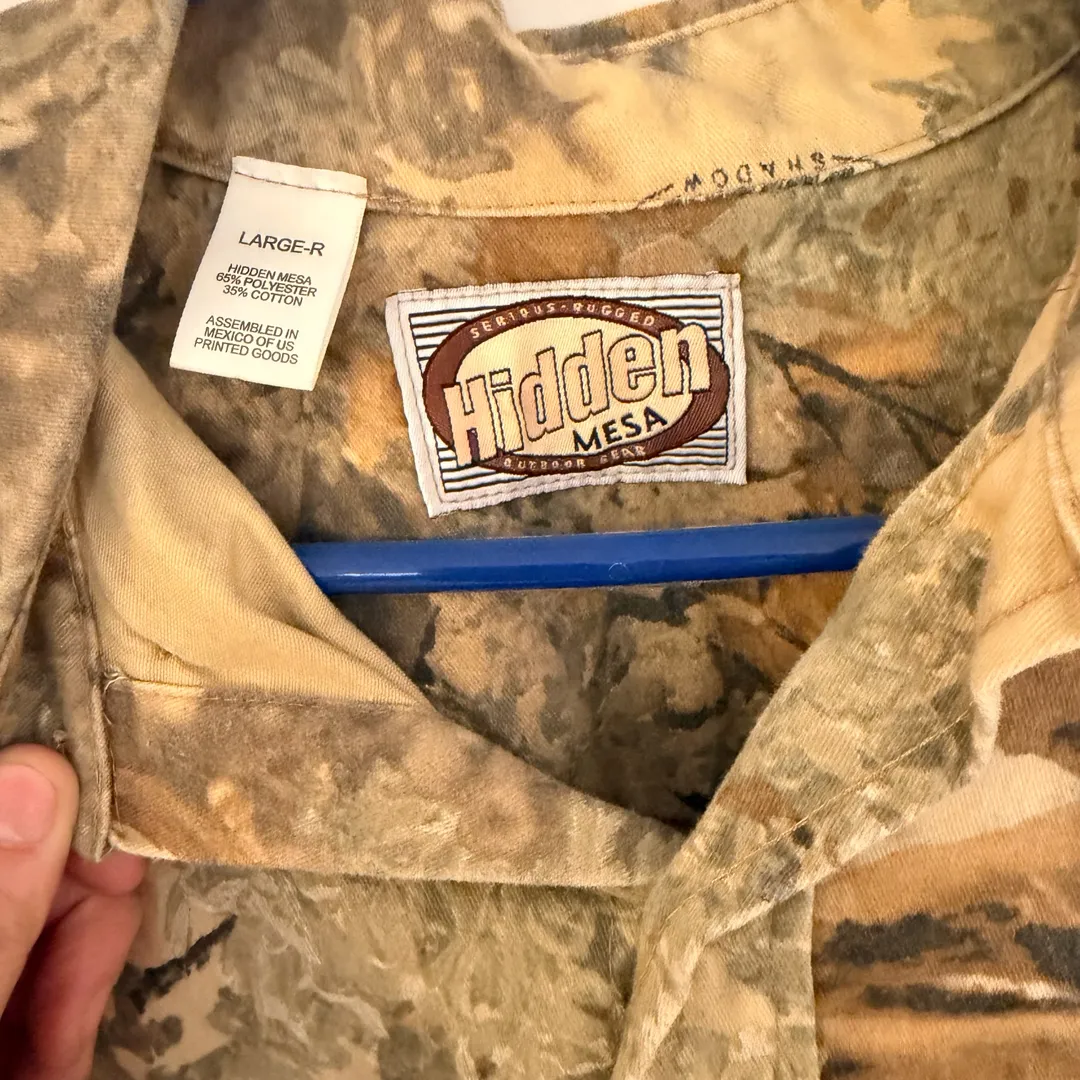 SHADOW
LARGE-R
HIDDEN MESA
65% POLYESTER
35% COTTON
ASSEMBLED IN
MEXICO OF US
PRINTED GOODS
SERIOUS-RUGGED
Hidden
MESA
OUTDOOR GEAR